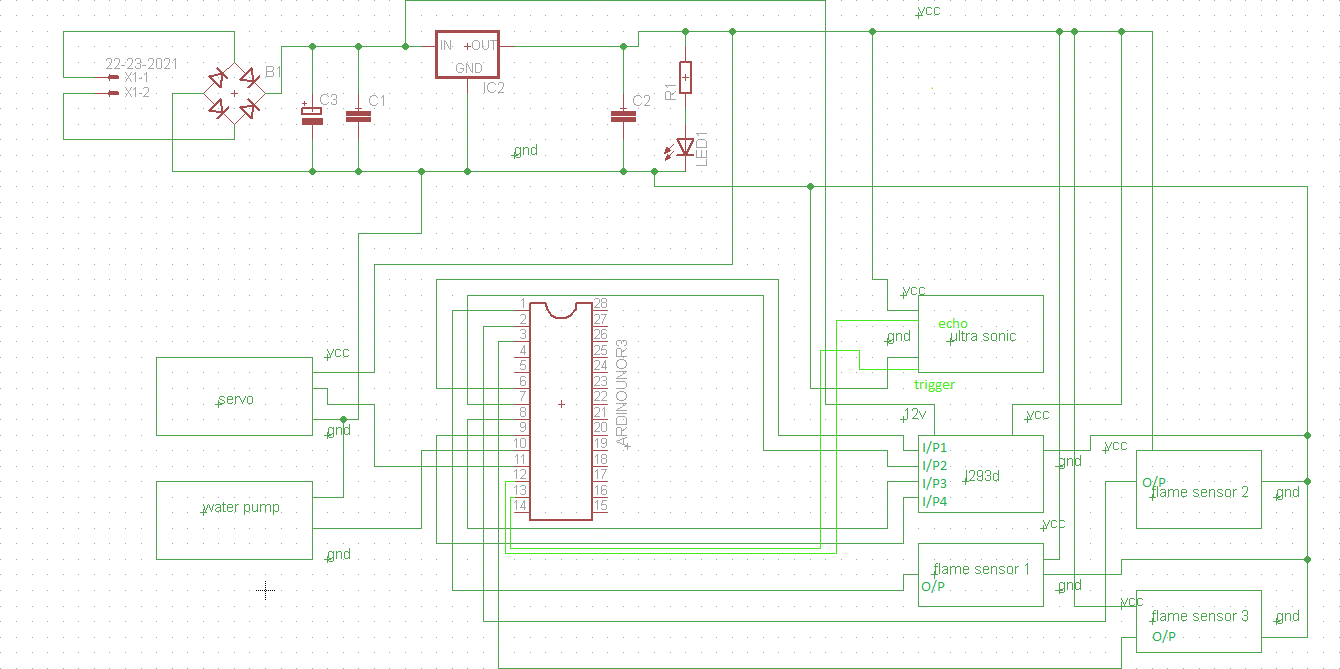 vcc
22-23-2021
X1-1
X1-2
B1
C3
C1
IN
OUT
GND
IC2
C2
R1
LED1
gnd
vcc
echo
gnd
ultra sonic
trigger
12v
vcc
I/P1
I/P2
I/P3
I/P4
l293d
gnd
vcc
O/P
flame sensor 2
gnd
vcc
flame sensor 1
O/P
gnd
vcc
flame sensor 3
O/P
gnd
vcc
servo
gnd
water pump
gnd
1
2
3
4
5
6
7
8
9
10
11
12
13
14
28
27
26
25
24
23
22
21
20
19
18
17
16
15
ARDINOUNOR3